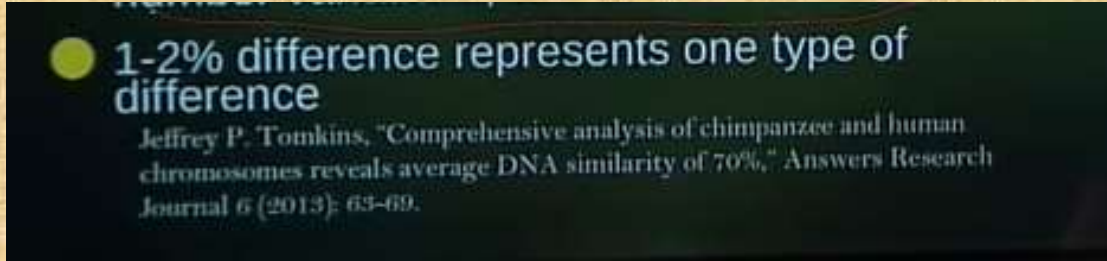 1-2% difference represents one type of
difference
Jeffrey P. Tomkins, "Comprehensive analysis of chimpanzee and human
chromosomes reveals average DNA similarity of 70%," Answers Research
Journal 6 (2013): 63-69.